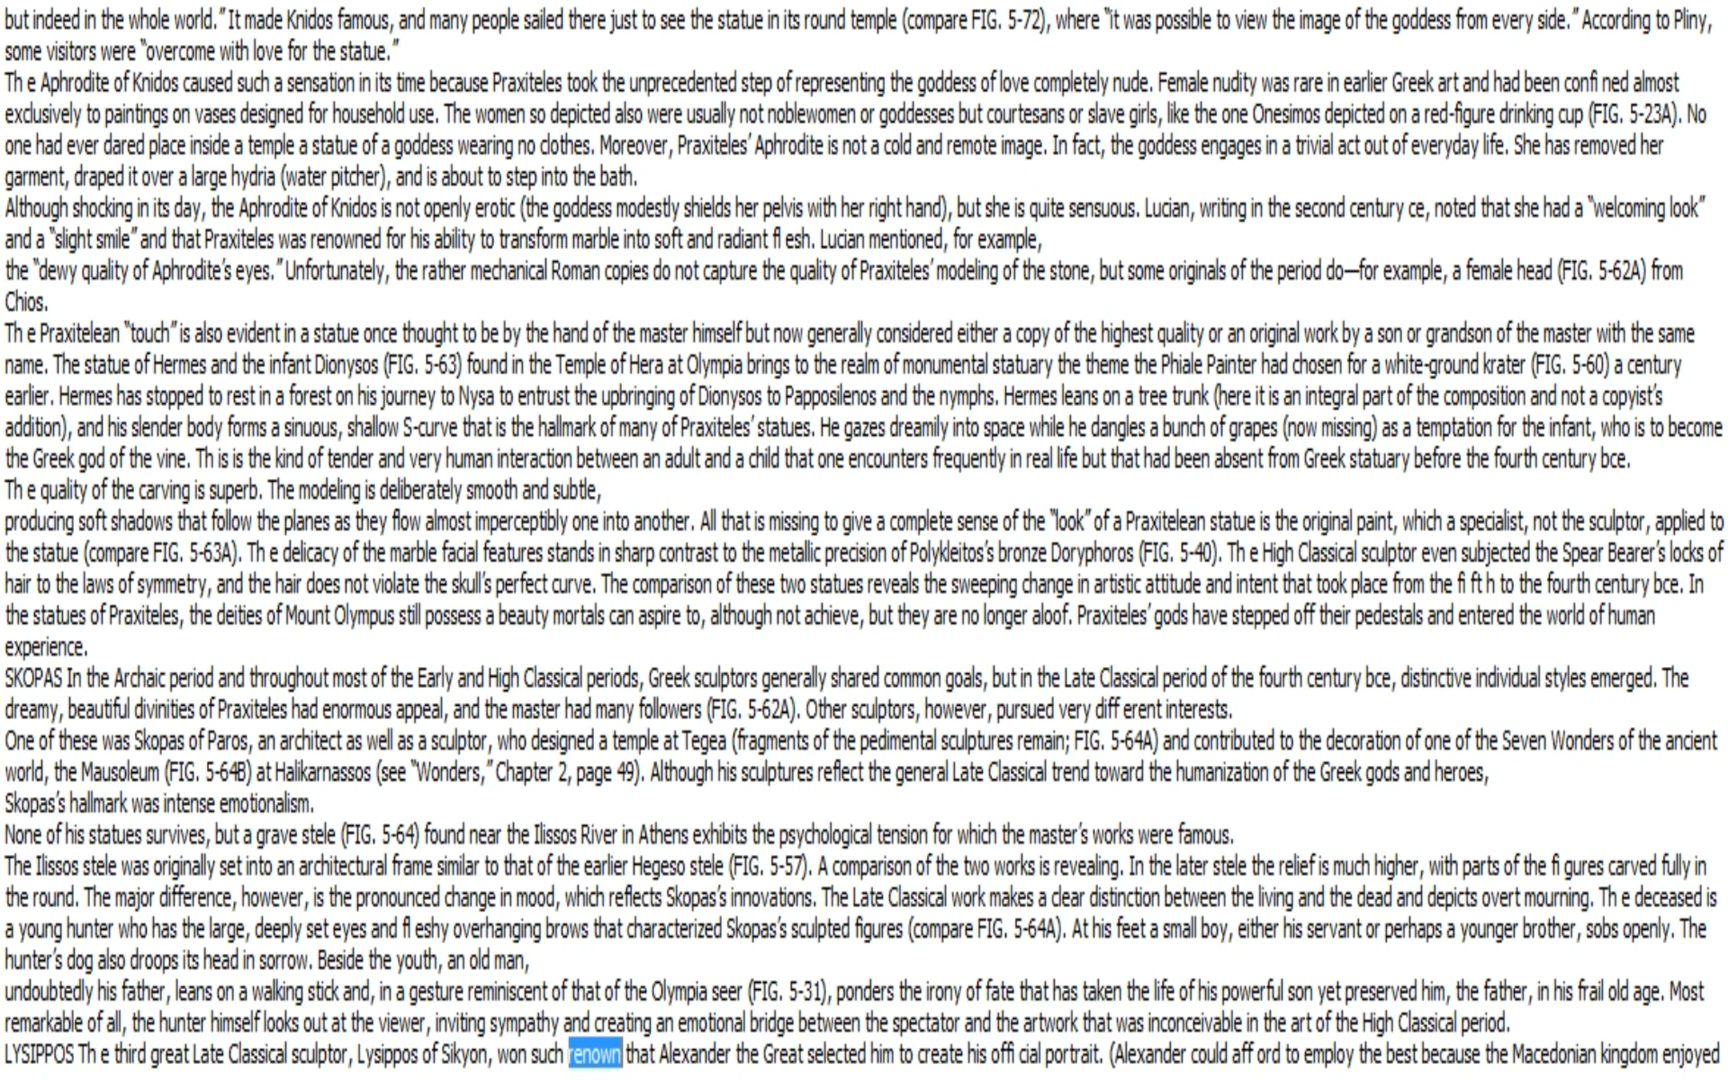 but indeed in the whole world.” It made Knidos famous, and many people sailed there just to see the statue in its round temple (compare FIG. 5-72), where “it was possible to view the image of the goddess from every side.” According to Pliny,
some visitors were “overcome with love for the statue.”
Th e Aphrodite of Knidos caused such a sensation in its time because Praxiteles took the unprecedented step of representing the goddess of love completely nude. Female nudity was rare in earlier Greek art and had been confi ned almost
exclusively to paintings on vases designed for household use. The women so depicted also were usually not noblewomen or goddesses but courtesans or slave girls, like the one Onesimos depicted on a red-figure drinking cup (FIG. 5-23A). No
one had ever dared place inside a temple a statue of a goddess wearing no clothes. Moreover, Praxiteles’ Aphrodite is not a cold and remote image. In fact, the goddess engages in a trivial act out of everyday life. She has removed her
garment, draped it over a large hydria (water pitcher), and is about to step into the bath.
Although shocking in its day, the Aphrodite of Knidos is not openly erotic (the goddess modestly shields her pelvis with her right hand), but she is quite sensuous. Lucian, writing in the second century ce, noted that she had a “welcoming look”
and a “slight smile” and that Praxiteles was renowned for his ability to transform marble into soft and radiant fl esh. Lucian mentioned, for example,
the “dewy quality of Aphrodite’s eyes.” Unfortunately, the rather mechanical Roman copies do not capture the quality of Praxiteles’ modeling of the stone, but some originals of the period do—for example, a female head (FIG. 5-62A) from
Chios.
Th e Praxitelean “touch” is also evident in a statue once thought to be by the hand of the master himself but now generally considered either a copy of the highest quality or an original work by a son or grandson of the master with the same
name. The statue of Hermes and the infant Dionysos (FIG. 5-63) found in the Temple of Hera at Olympia brings to the realm of monumental statuary the theme the Phiale Painter had chosen for a white-ground krater (FIG. 5-60) a century
earlier. Hermes has stopped to rest in a forest on his journey to Nysa to entrust the upbringing of Dionysos to Papposilenos and the nymphs. Hermes leans on a tree trunk (here it is an integral part of the composition and not a copyist’s
addition), and his slender body forms a sinuous, shallow S-curve that is the hallmark of many of Praxiteles’ statues. He gazes dreamily into space while he dangles a bunch of grapes (now missing) as a temptation for the infant, who is to become
the Greek god of the vine. Th is is the kind of tender and very human interaction between an adult and a child that one encounters frequently in real life but that had been absent from Greek statuary before the fourth century bce.
Th e quality of the carving is superb. The modeling is deliberately smooth and subtle,
producing soft shadows that follow the planes as they flow almost imperceptibly one into another. All that is missing to give a complete sense of the “look” of a Praxitelean statue is the original paint, which a specialist, not the sculptor, applied to
the statue (compare FIG. 5-63A). Th e delicacy of the marble facial features stands in sharp contrast to the metallic precision of Polykleitos’s bronze Doryphoros (FIG. 5-40). Th e High Classical sculptor even subjected the Spear Bearer’s locks of
hair to the laws of symmetry, and the hair does not violate the skull’s perfect curve. The comparison of these two statues reveals the sweeping change in artistic attitude and intent that took place from the fi ft h to the fourth century bce. In
the statues of Praxiteles, the deities of Mount Olympus still possess a beauty mortals can aspire to, although not achieve, but they are no longer aloof. Praxiteles’ gods have stepped off their pedestals and entered the world of human
experience.
SKOPAS In the Archaic period and throughout most of the Early and High Classical periods, Greek sculptors generally shared common goals, but in the Late Classical period of the fourth century bce, distinctive individual styles emerged. The
dreamy, beautiful divinities of Praxiteles had enormous appeal, and the master had many followers (FIG. 5-62A). Other sculptors, however, pursued very diff erent interests.
One of these was Skopas of Paros, an architect as well as a sculptor, who designed a temple at Tegea (fragments of the pedimental sculptures remain; FIG. 5-64A) and contributed to the decoration of one of the Seven Wonders of the ancient
world, the Mausoleum (FIG. 5-64B) at Halikarnassos (see “Wonders,” Chapter 2, page 49). Although his sculptures reflect the general Late Classical trend toward the humanization of the Greek gods and heroes,
Skopas’s hallmark was intense emotionalism.
None of his statues survives, but a grave stele (FIG. 5-64) found near the Ilissos River in Athens exhibits the psychological tension for which the master’s works were famous.
The Ilissos stele was originally set into an architectural frame similar to that of the earlier Hegeso stele (FIG. 5-57). A comparison of the two works is revealing. In the later stele the relief is much higher, with parts of the fi gures carved fully in
the round. The major difference, however, is the pronounced change in mood, which reflects Skopas’s innovations. The Late Classical work makes a clear distinction between the living and the dead and depicts overt mourning. Th e deceased is
a young hunter who has the large, deeply set eyes and fl eshy overhanging brows that characterized Skopas’s sculpted figures (compare FIG. 5-64A). At his feet a small boy, either his servant or perhaps a younger brother, sobs openly. The
hunter’s dog also droops its head in sorrow. Beside the youth, an old man,
undoubtedly his father, leans on a walking stick and, in a gesture reminiscent of that of the Olympia seer (FIG. 5-31), ponders the irony of fate that has taken the life of his powerful son yet preserved him, the father, in his frail old age. Most
remarkable of all, the hunter himself looks out at the viewer, inviting sympathy and creating an emotional bridge between the spectator and the artwork that was inconceivable in the art of the High Classical period.
LYSIPPOS Th e third great Late Classical sculptor, Lysippos of Sikyon, won such renown that Alexander the Great selected him to create his offi cial portrait. (Alexander could aff ord to employ the best because the Macedonian kingdom enjoyed